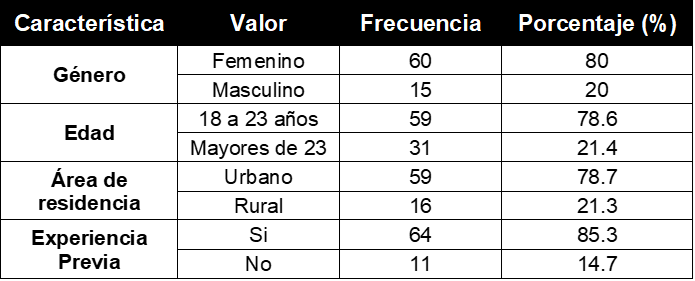 Característica Valor Frecuencia Porcentaje (%)
Género Femenino 60 80
Masculino 15 20
Edad 18 a 23 años 59 78.6
Mayores de 23 31 21.4
Área de residencia Urbano 59 78.7
Rural 16 21.3
Experiencia Previa Si 64 85.3
No 11 14.7